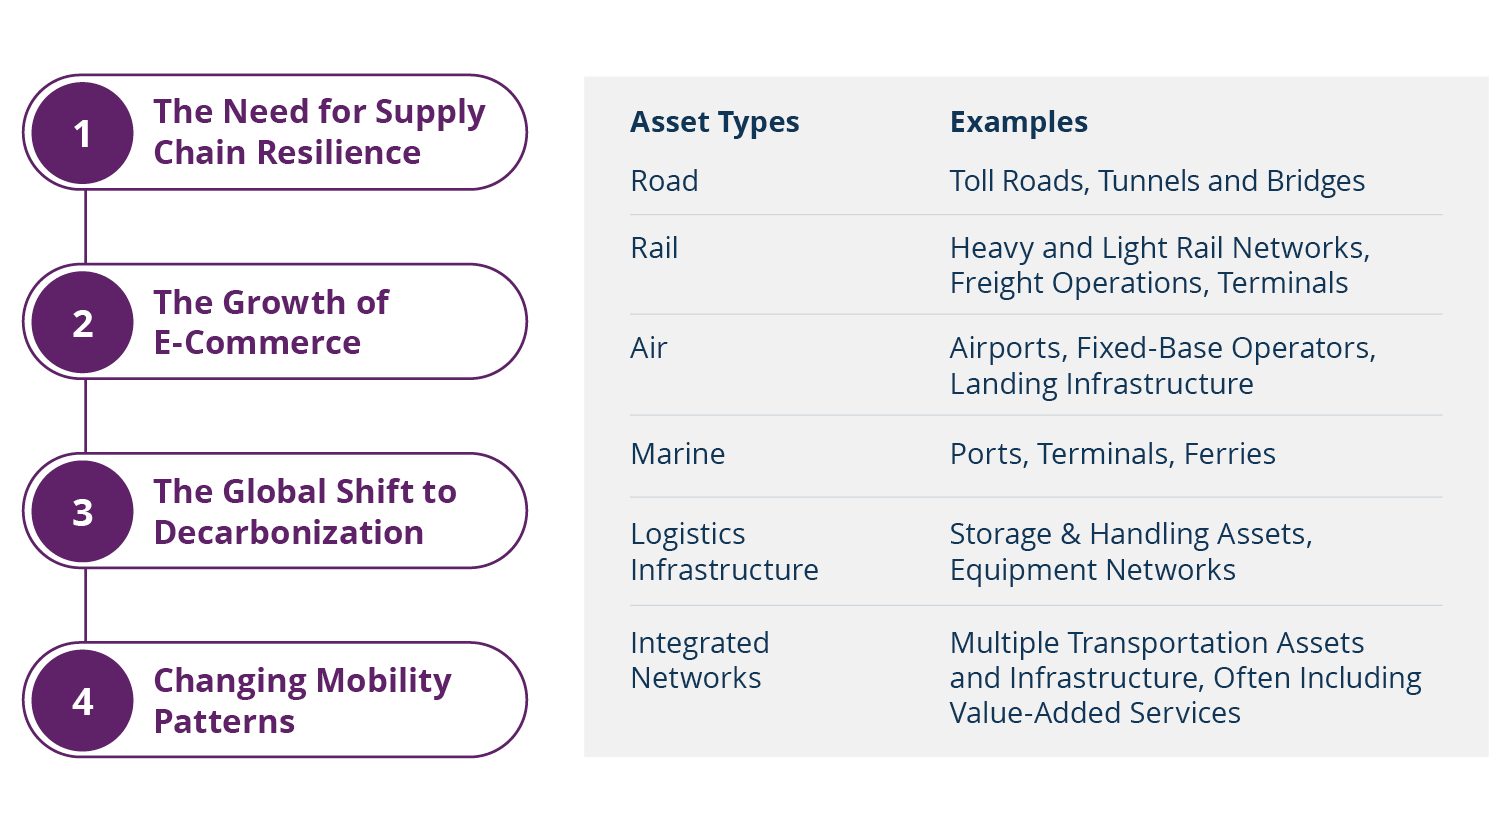 1
The Need for Supply
Chain Resilience
2
The Growth of
E-Commerce
3
The Global Shift to
Decarbonization
4
Changing Mobility
Patterns
Asset Types
Examples
Road
Toll Roads, Tunnels and Bridges
Rail
Heavy and Light Rail Networks,
Freight Operations, Terminals
Air
Airports, Fixed-Base Operators,
Landing Infrastructure
Marine
Ports, Terminals, Ferries
Logistics
Infrastructure
Storage & Handling Assets,
Equipment Networks
Integrated
Networks
Multiple Transportation Assets
and Infrastructure, Often Including
Value-Added Services